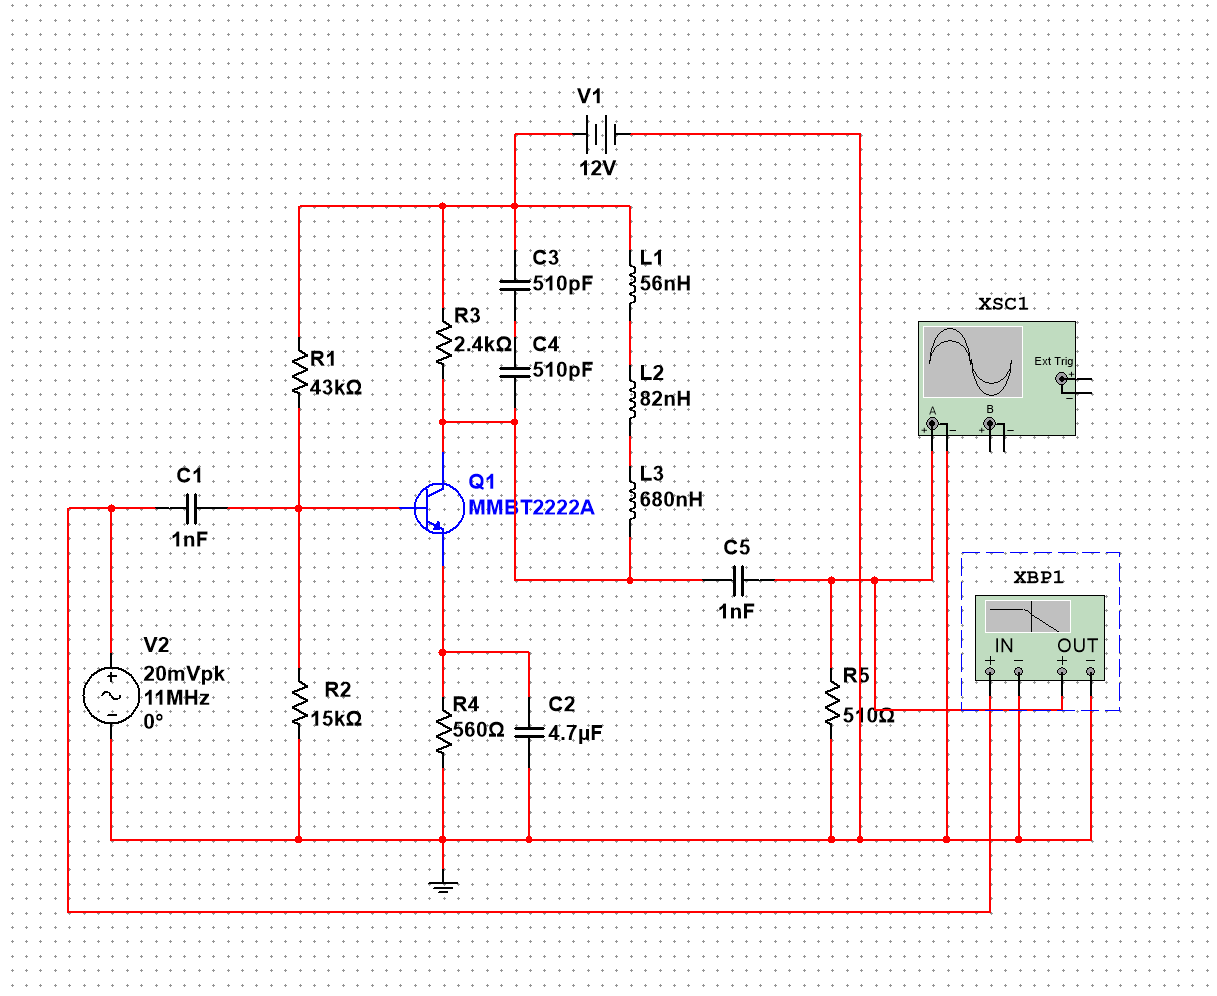 V1
12V
C3
510pF
L1
56nH
XSC1
R3
2.4kΩ
C4
510pF
R1
43kΩ
L2
82nH
Ext Trig
+
−
A
B
+
−
+
−
C1
1nF
Q1
MMBT2222A
L3
680nH
C5
1nF
XBP1
IN
OUT
+
−
+
−
V2
20mVpk
11MHz
0°
+
−
R2
15kΩ
R4
560Ω
C2
4.7µF
R5
510Ω